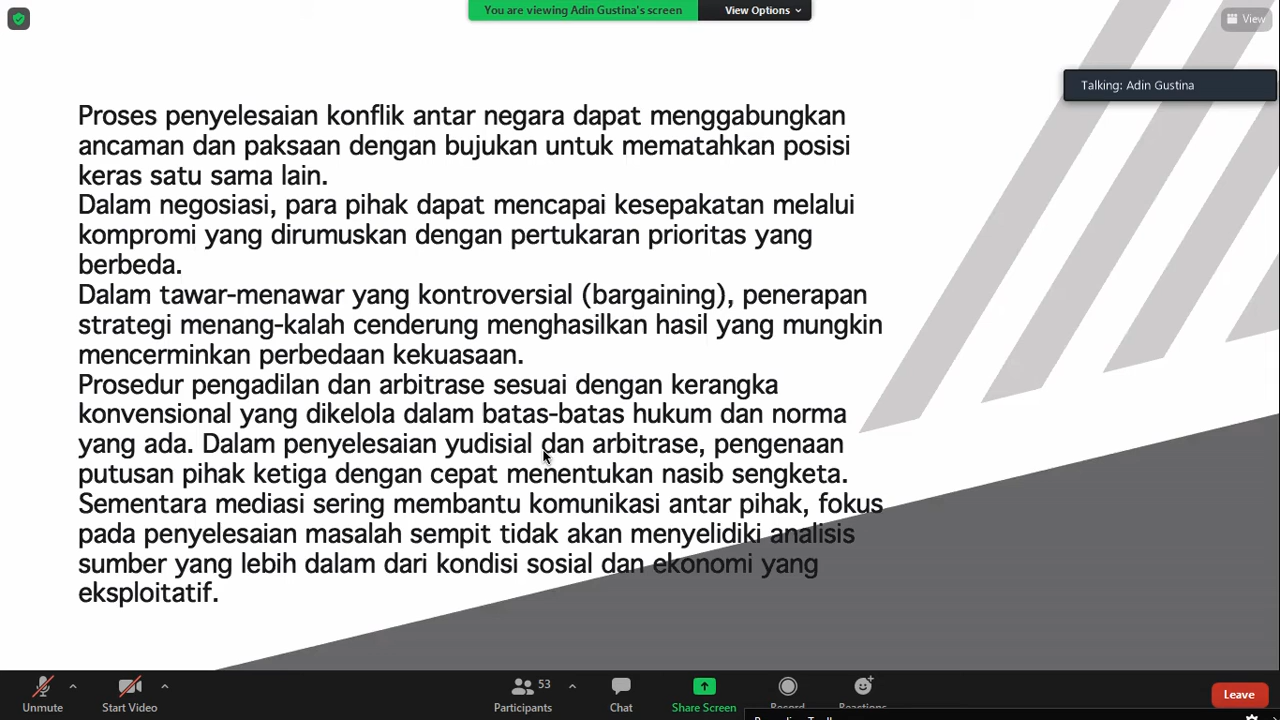 You are viewing Adin Gustina's screen
View Options
View
Talking: Adin Gustina
Proses penyelesaian konflik antar negara dapat menggabungkan
ancaman dan paksaan dengan bujukan untuk mematahkan posisi
keras satu sama lain.
Dalam negosiasi, para pihak dapat mencapai kesepakatan melalui
kompromi yang dirumuskan dengan pertukaran prioritas yang
berbeda.
Dalam tawar-menawar yang kontroversial (bargaining), penerapan
strategi menang-kalah cenderung menghasilkan hasil yang mungkin
mencerminkan perbedaan kekuasaan.
Prosedur pengadilan dan arbitrase sesuai dengan kerangka
konvensional yang dikelola dalam batas-batas hukum dan norma
yang ada. Dalam penyelesaian yudisial dan arbitrase, pengenaan
putusan pihak ketiga dengan cepat menentukan nasib sengketa.
Sementara mediasi sering membantu komunikasi antar pihak, fokus
pada penyelesaian masalah sempit tidak akan menyelidiki analisis
sumber yang lebih dalam dari kondisi sosial dan ekonomi yang
eksploitatif.
Unmute
Start Video
53
Participants
Chat
Share Screen
Record
Reactions
Leave